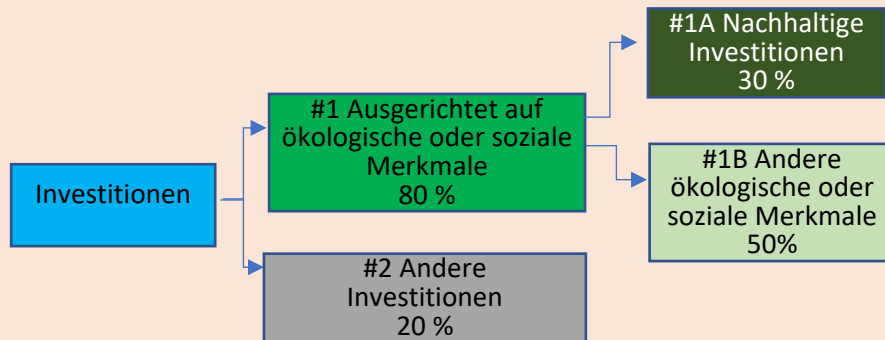 Investitionen
#1 Ausgerichtet auf
ökologische oder soziale
Merkmale
80 %
#2 Andere
Investitionen
20 %
#1A Nachhaltige
Investitionen
30 %
#1B Andere
ökologische oder
soziale Merkmale
50%